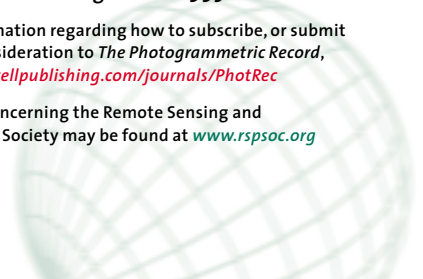 mation regarding how to subscribe, or submit
sideration to The Photogrammetric Record,
ellpublishing.com/journals/PhotRec
ncerning the Remote Sensing and
Society may be found at www.rspsoc.org